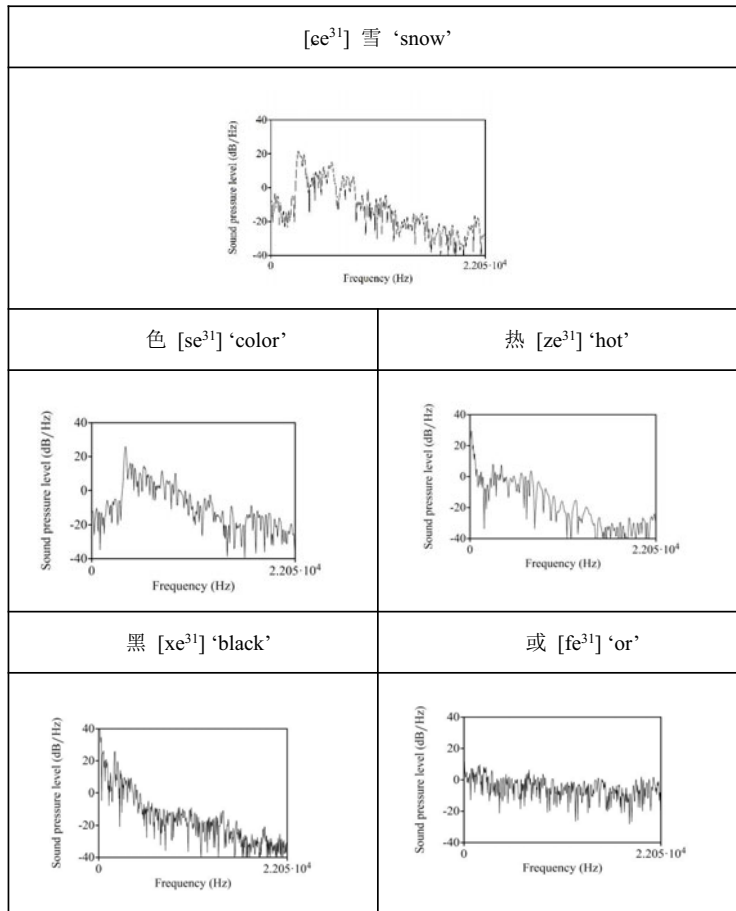 [ɕe³¹] 雪 ‘snow’
Sound pressure level (dB/Hz)
40
20
0
-20
-40
0
2.205·10⁴
Frequency (Hz)
色 [se³¹] ‘color’
热 [ze³¹] ‘hot’
Sound pressure level (dB/Hz)
40
20
0
-20
-40
0
2.205·10⁴
Frequency (Hz)
Sound pressure level (dB/Hz)
40
20
0
-20
-40
0
2.205·10⁴
Frequency (Hz)
黑 [xe³¹] ‘black’
或 [fe³¹] ‘or’
Sound pressure level (dB/Hz)
40
20
0
-20
-40
0
2.205·10⁴
Frequency (Hz)
Sound pressure level (dB/Hz)
40
20
0
-20
-40
0
2.205·10⁴
Frequency (Hz)